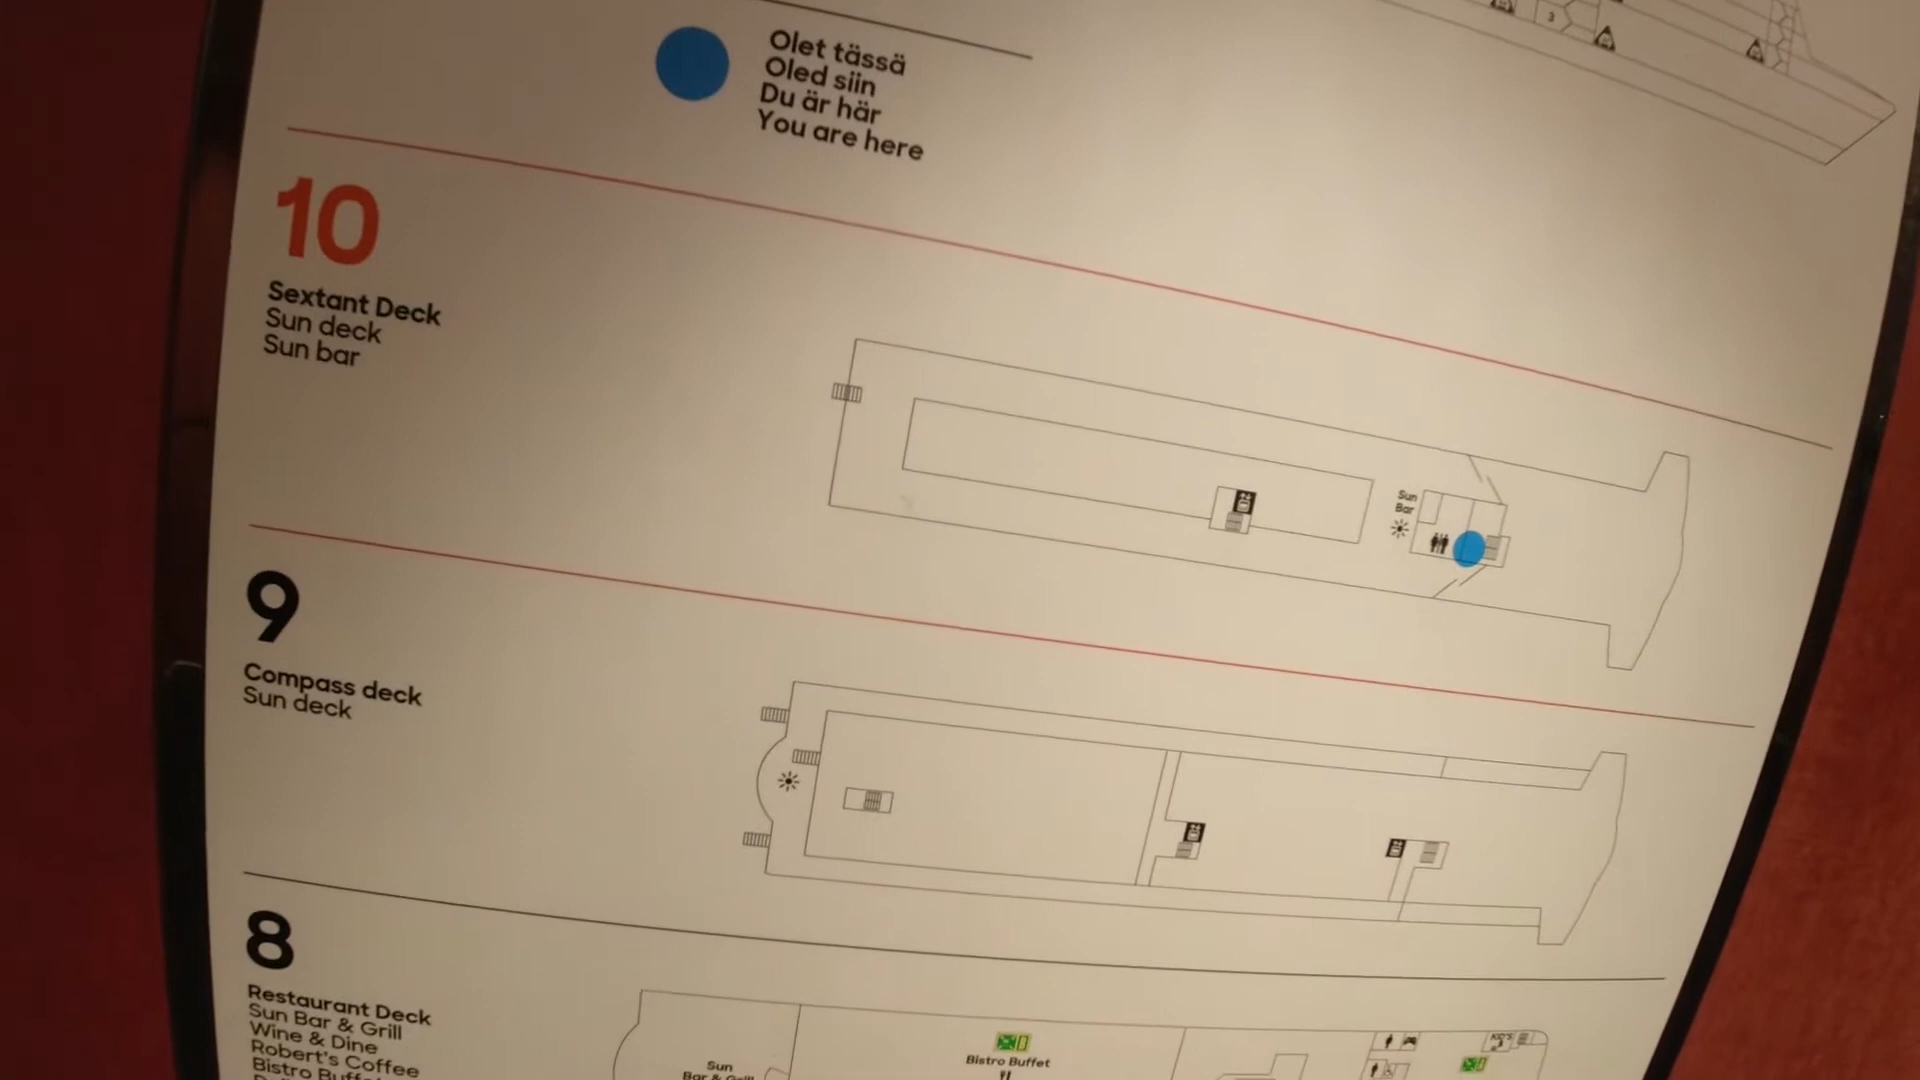 Olet tässä
Oled siin
Du är här
You are here
3
10
Sextant Deck
Sun deck
Sun bar
Sun
Bar
9
Compass deck
Sun deck
8
Restaurant Deck
Sun Bar & Grill
Wine & Dine
Robert's Coffee
Bistro
Bistro Buffet
Sun
KID'S